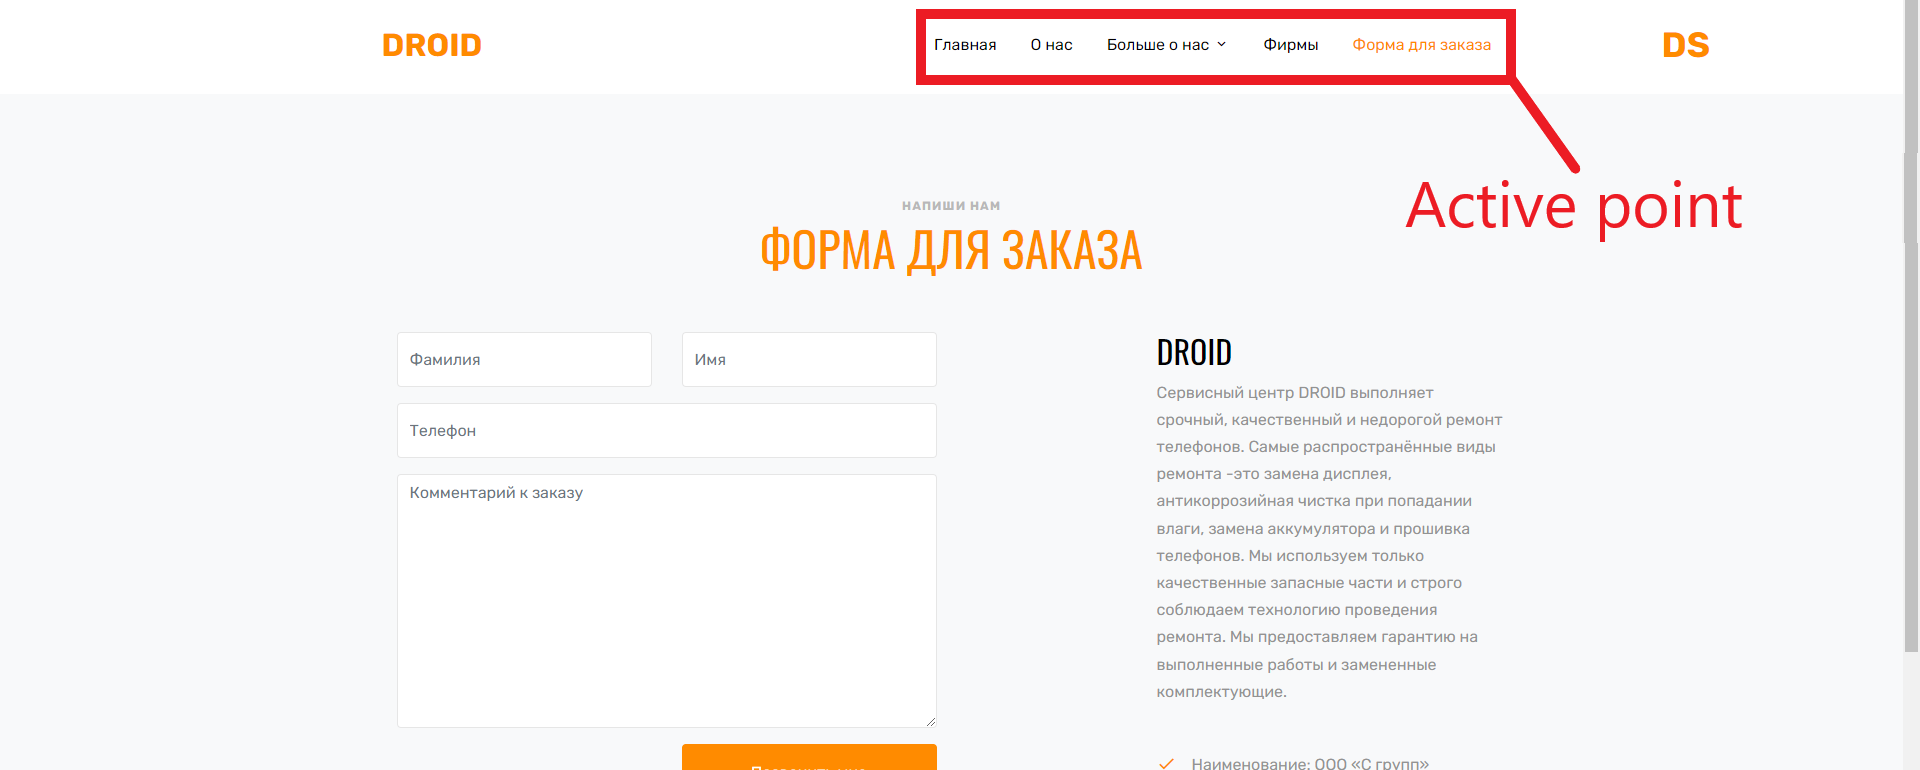 DROID
Главная О нас Больше о нас Фирмы Форма для заказа
DS
Active point
НАПИШИ НАМ
ФОРМА ДЛЯ ЗАКАЗА
Фамилия
Имя
Телефон
Комментарий к заказу
DROID
Сервисный центр DROID выполняет
срочный, качественный и недорогой ремонт
телефонов. Самые распространённые виды
ремонта -это замена дисплея,
антикоррозийная чистка при попадании
влаги, замена аккумулятора и прошивка
телефонов. Мы используем только
качественные запасные части и строго
соблюдаем технологию проведения
ремонта. Мы предоставляем гарантию на
выполненные работы и замененные
комплектующие.
Наименование: ООО «С групп»